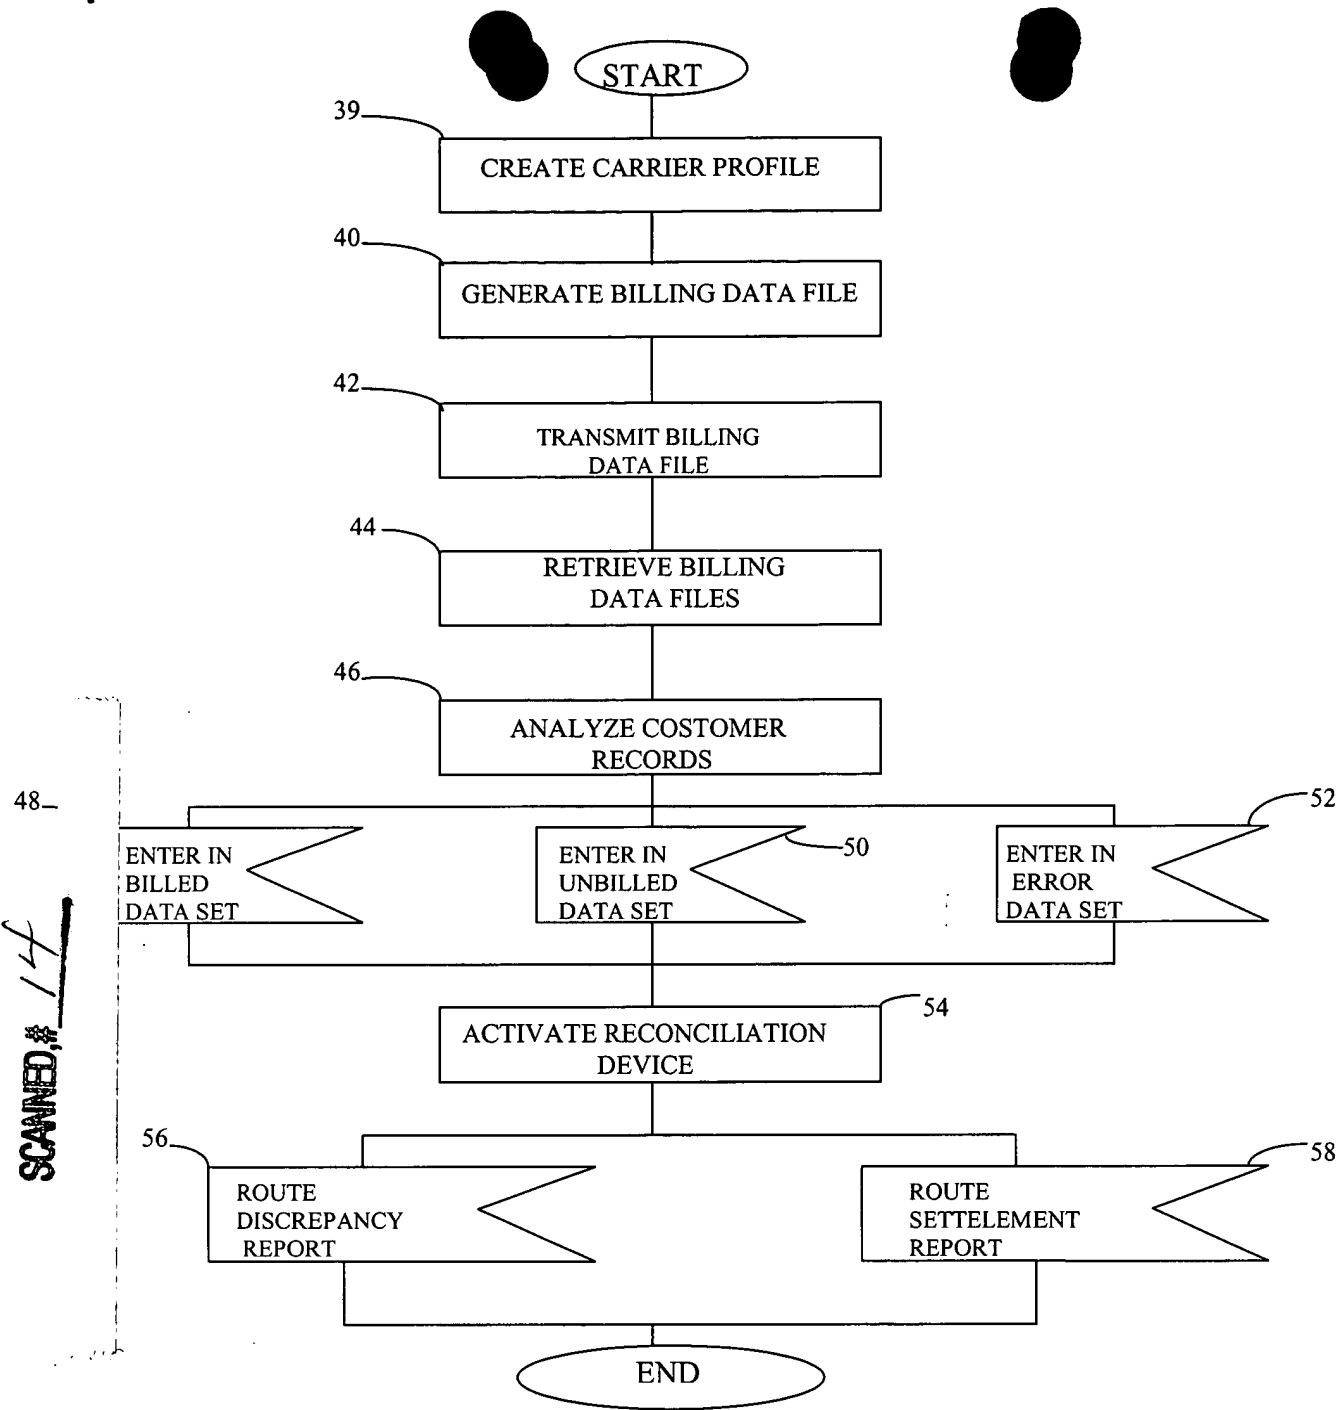 START
39
CREATE CARRIER PROFILE
40
GENERATE BILLING DATA FILE
42
TRANSMIT BILLING
DATA FILE
44
RETRIEVE BILLING
DATA FILES
46
ANALYZE COSTOMER
RECORDS
48
ENTER IN
BILLED
DATA SET
50
ENTER IN
UNBILLED
DATA SET
52
ENTER IN
ERROR
DATA SET
54
ACTIVATE RECONCILIATION
DEVICE
56
ROUTE
DISCREPANCY
REPORT
58
ROUTE
SETTELEMENT
REPORT
END
SCANNED,# 14